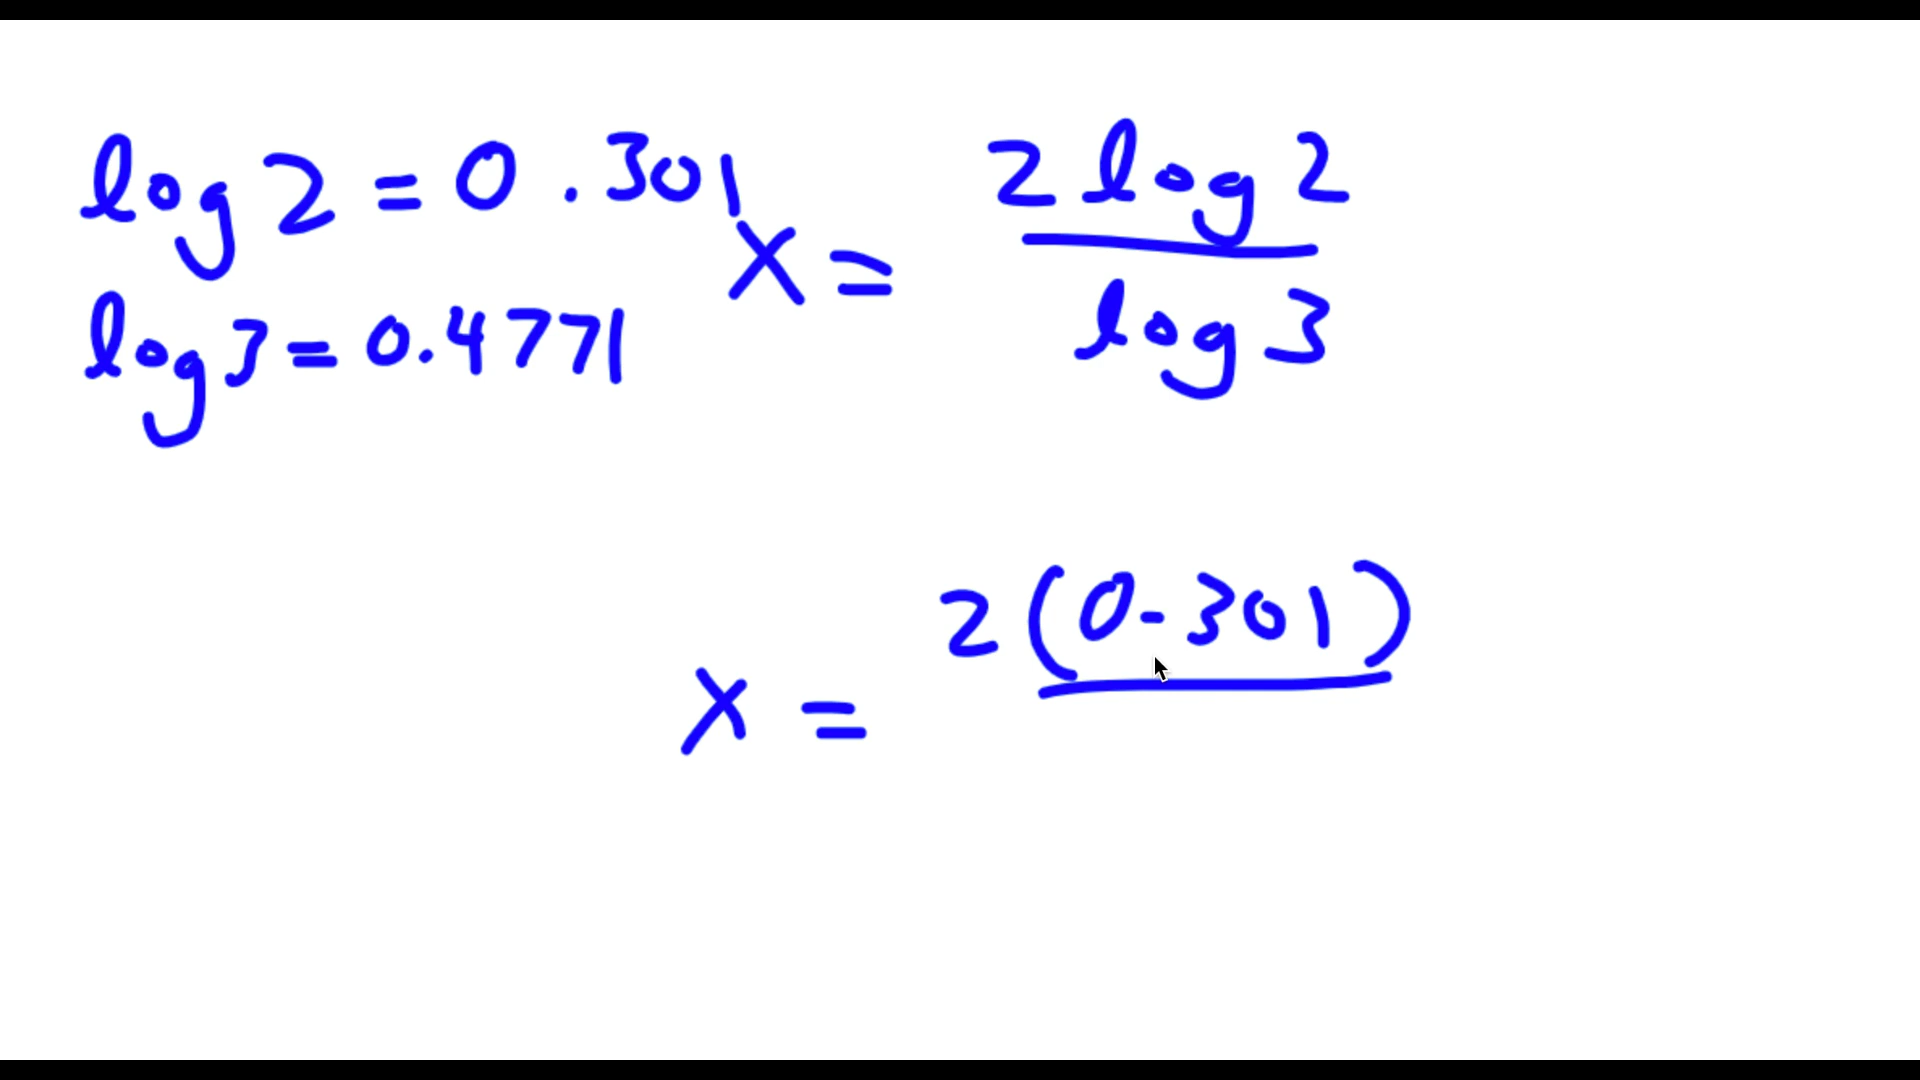 log 2 = 0.301
log 3 = 0.4771
x = 2 log 2
log 3
x = 2 (0-301)